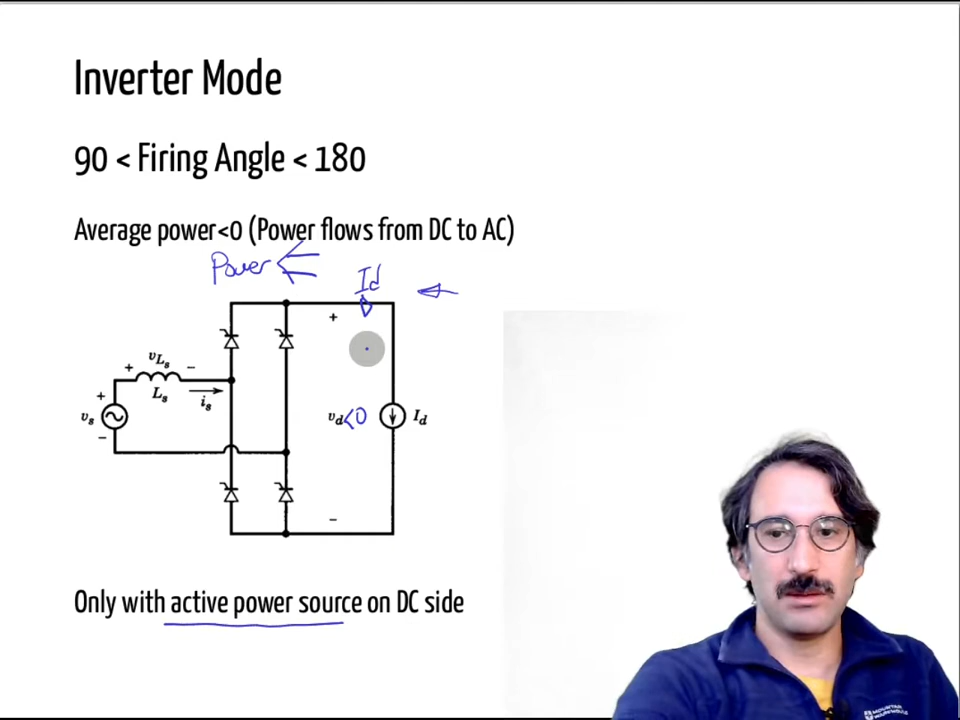 Inverter Mode
90 < Firing Angle < 180
Average power<0 (Power flows from DC to AC)
Power
Id
+
+ vLs -
Ls
is
+
vs
-
vd<0
Id
-
Only with active power source on DC side
MOUNTAIN